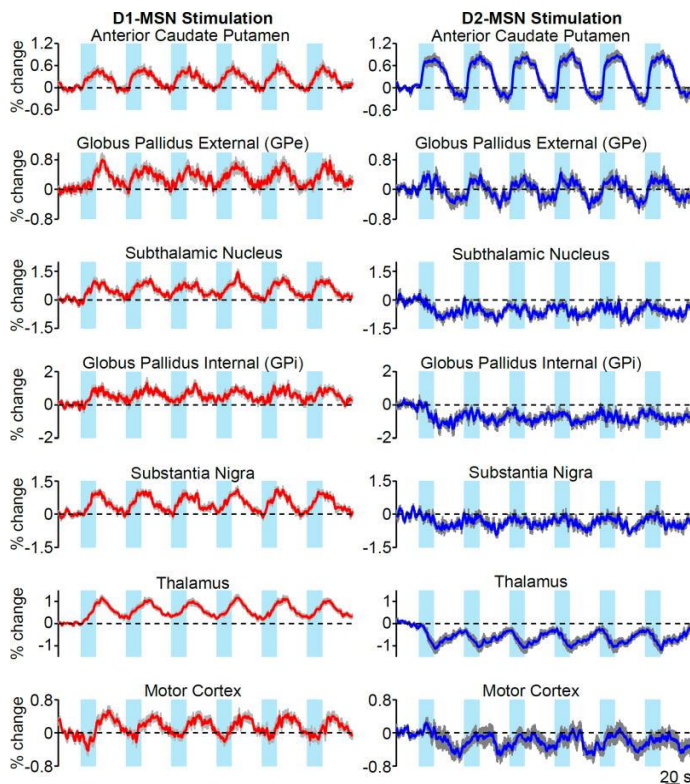 D1-MSN Stimulation
Anterior Caudate Putamen
% change
1.2
0.6
0
-0.6
Globus Pallidus External (GPe)
% change
0.8
0
-0.8
Subthalamic Nucleus
% change
1.5
0
-1.5
Globus Pallidus Internal (GPi)
% change
2
0
-2
Substantia Nigra
% change
1.5
0
-1.5
Thalamus
% change
1
0
-1
Motor Cortex
% change
0.8
0
-0.8
D2-MSN Stimulation
Anterior Caudate Putamen
1.2
0.6
0
-0.6
Globus Pallidus External (GPe)
0.8
0
-0.8
Subthalamic Nucleus
1.5
0
-1.5
Globus Pallidus Internal (GPi)
2
0
-2
Substantia Nigra
1.5
0
-1.5
Thalamus
1
0
-1
Motor Cortex
0.8
0
-0.8
20 s